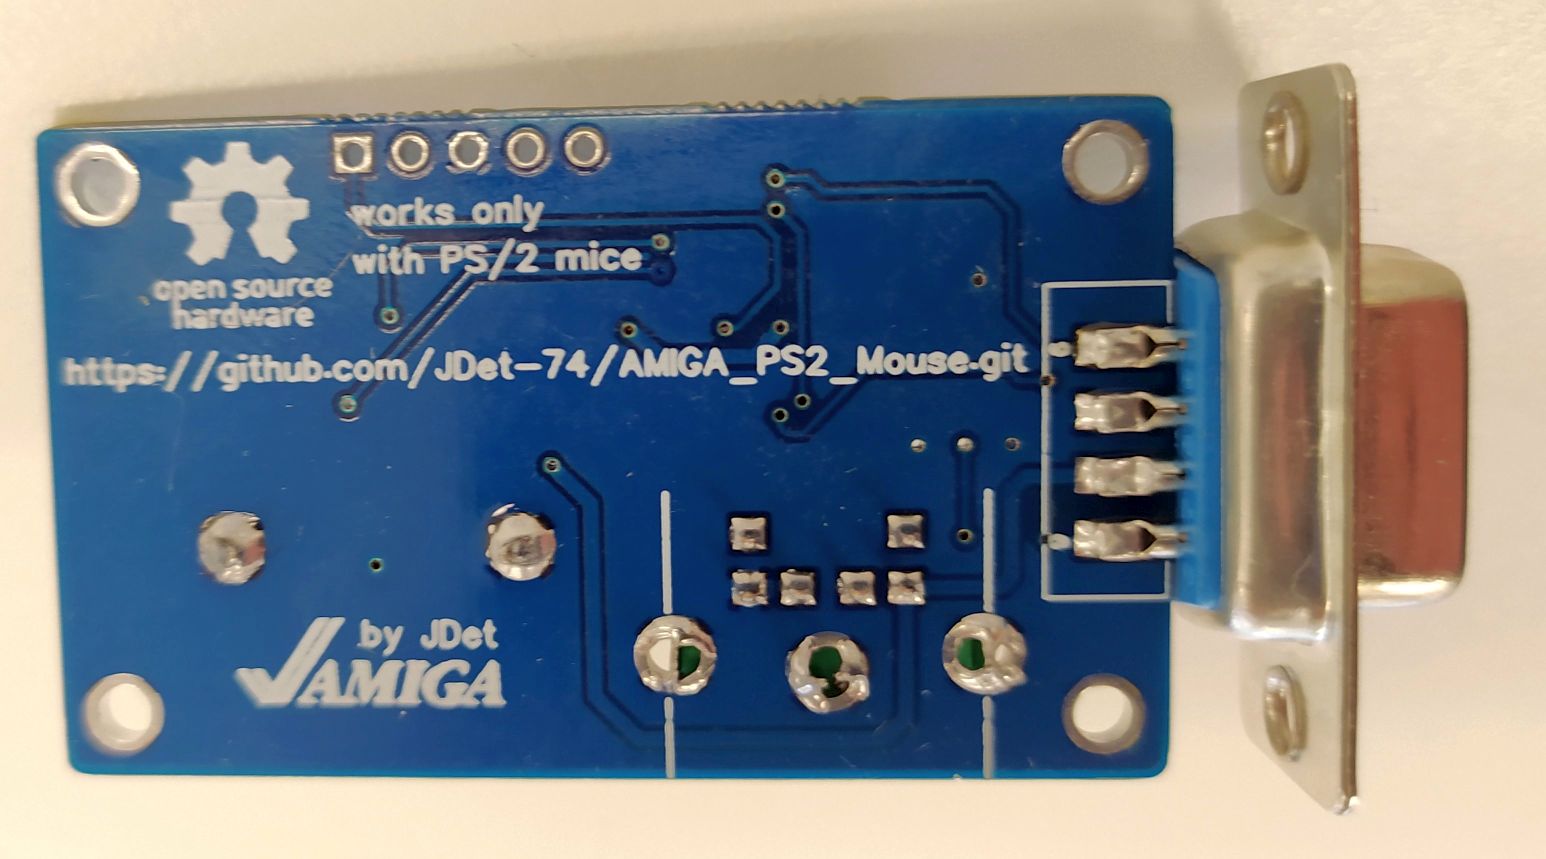 works only
with PS/2 mice
open source
hardware
https://github.com/JDet-74/AMIGA_PS2_Mouse.git
by JDet
AMIGA